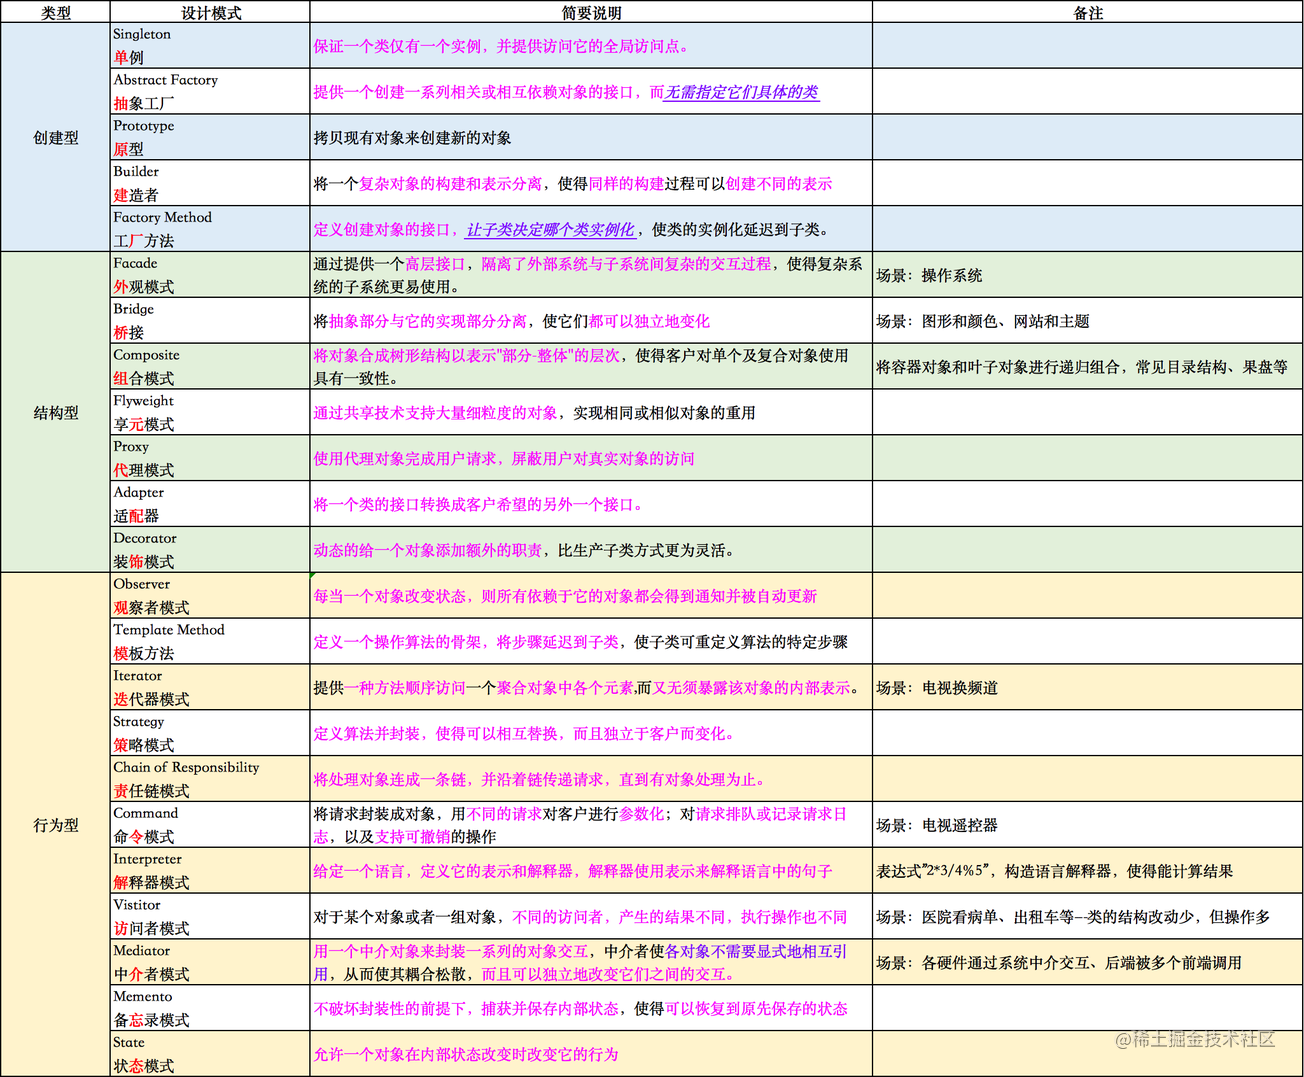 类型 设计模式 简要说明 备注
创建型
Singleton
单例
保证一个类仅有一个实例，并提供访问它的全局访问点。
Abstract Factory
抽象工厂
提供一个创建一系列相关或相互依赖对象的接口，而无需指定它们具体的类
Prototype
原型
拷贝现有对象来创建新的对象
Builder
建造者
将一个复杂对象的构建和表示分离，使得同样的构建过程可以创建不同的表示
Factory Method
工厂方法
定义创建对象的接口，让子类决定哪个类实例化，使类的实例化延迟到子类。
结构型
Facade
外观模式
通过提供一个高层接口，隔离了外部系统与子系统间复杂的交互过程，使得复杂系
统的子系统更易使用。
场景：操作系统
Bridge
桥接
将抽象部分与它的实现部分分离，使它们都可以独立地变化
场景：图形和颜色、网站和主题
Composite
组合模式
将对象合成树形结构以表示"部分-整体"的层次，使得客户对单个及复合对象使用
具有一致性。
将容器对象和叶子对象进行递归组合，常见目录结构、果盘等
Flyweight
享元模式
通过共享技术支持大量细粒度的对象，实现相同或相似对象的重用
Proxy
代理模式
使用代理对象完成用户请求，屏蔽用户对真实对象的访问
Adapter
适配器
将一个类的接口转换成客户希望的另外一个接口。
Decorator
装饰模式
动态的给一个对象添加额外的职责，比生产子类方式更为灵活。
行为型
Observer
观察者模式
每当一个对象改变状态，则所有依赖于它的对象都会得到通知并被自动更新
Template Method
模板方法
定义一个操作算法的骨架，将步骤延迟到子类，使子类可重定义算法的特定步骤
Iterator
迭代器模式
提供一种方法顺序访问一个聚合对象中各个元素,而又无须暴露该对象的内部表示。
场景：电视换频道
Strategy
策略模式
定义算法并封装，使得可以相互替换，而且独立于客户而变化。
Chain of Responsibility
责任链模式
将处理对象连成一条链，并沿着链传递请求，直到有对象处理为止。
Command
命令模式
将请求封装成对象，用不同的请求对客户进行参数化；对请求排队或记录请求日
志，以及支持可撤销的操作
场景：电视遥控器
Interpreter
解释器模式
给定一个语言，定义它的表示和解释器，解释器使用表示来解释语言中的句子
表达式”2*3/4%5”，构造语言解释器，使得能计算结果
Vistitor
访问者模式
对于某个对象或者一组对象，不同的访问者，产生的结果不同，执行操作也不同
场景：医院看病单、出租车等--类的结构改动少，但操作多
Mediator
中介者模式
用一个中介对象来封装一系列的对象交互，中介者使各对象不需要显式地相互引
用，从而使其耦合松散，而且可以独立地改变它们之间的交互。
场景：各硬件通过系统中介交互、后端被多个前端调用
Memento
备忘录模式
不破坏封装性的前提下，捕获并保存内部状态，使得可以恢复到原先保存的状态
State
状态模式
允许一个对象在内部状态改变时改变它的行为
@稀土掘金技术社区